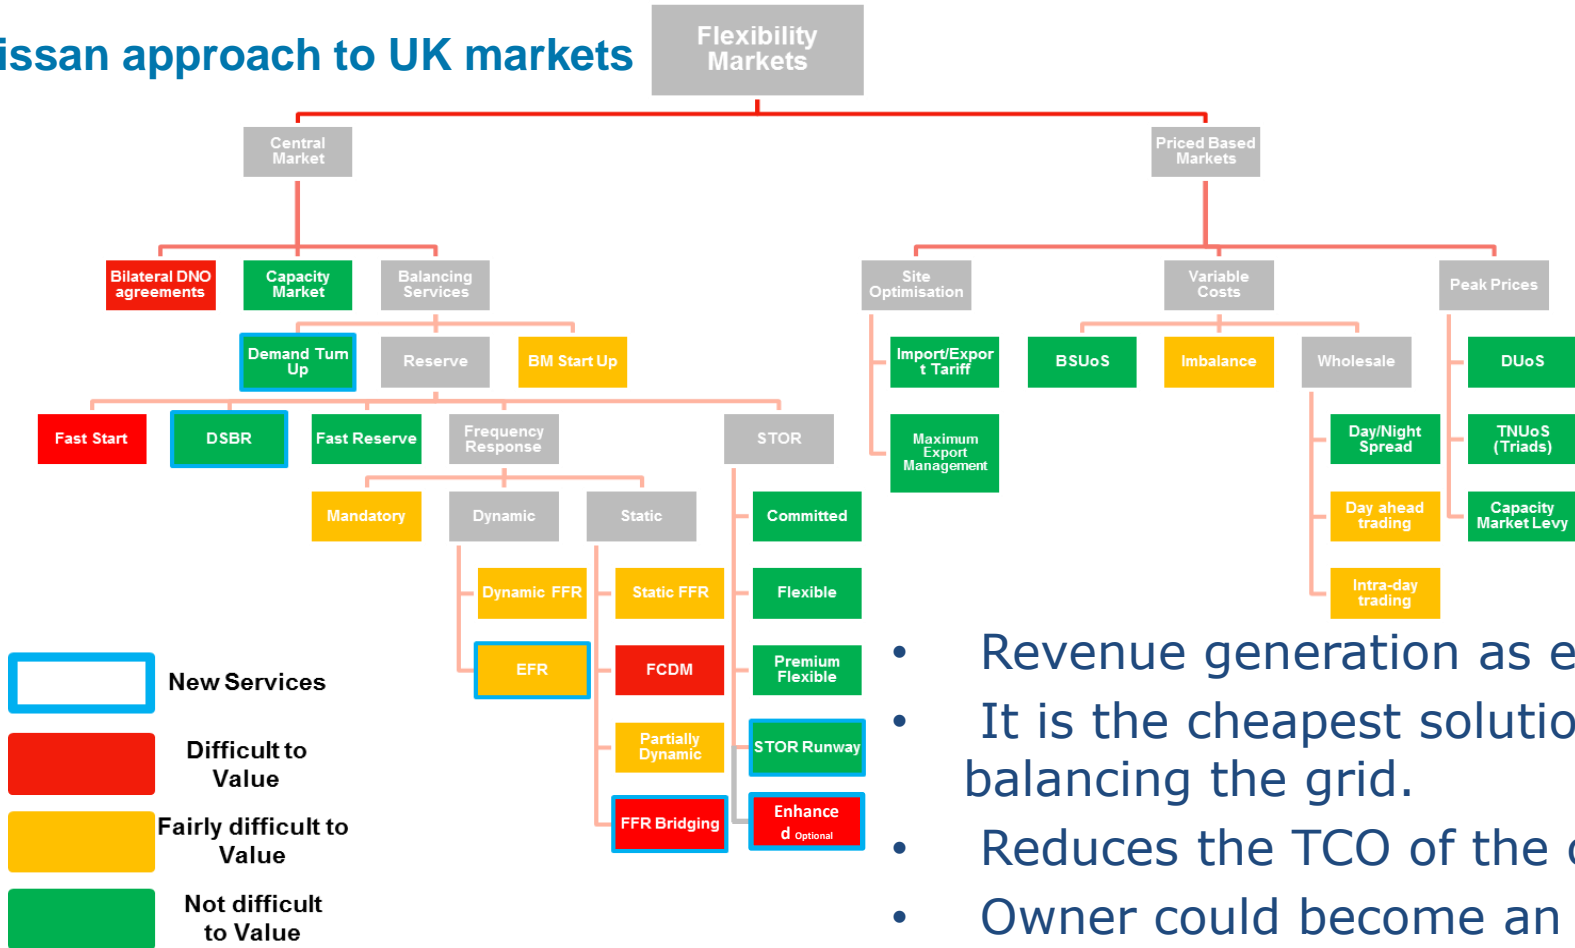 issan approach to UK markets
Flexibility
Markets
Central
Market
Priced Based
Markets
Bilateral DNO
agreements
Capacity
Market
Balancing
Services
Site
Optimisation
Variable
Costs
Peak Prices
Demand Turn
Up
Reserve
BM Start Up
Import/Expor
t Tariff
BSUoS
Imbalance
Wholesale
DUoS
Fast Start
DSBR
Fast Reserve
Frequency
Response
STOR
Maximum
Export
Management
Day/Night
Spread
TNUoS
(Triads)
Mandatory
Dynamic
Static
Committed
Day ahead
trading
Capacity
Market Levy
Dynamic FFR
Static FFR
Flexible
Intra-day
trading
EFR
FCDM
Premium
Flexible
Partially
Dynamic
STOR Runway
FFR Bridging
Enhance
d Optional
New Services
Difficult to
Value
Fairly difficult to
Value
Not difficult
to Value
• Revenue generation as e
• It is the cheapest solutio
balancing the grid.
• Reduces the TCO of the
• Owner could become an